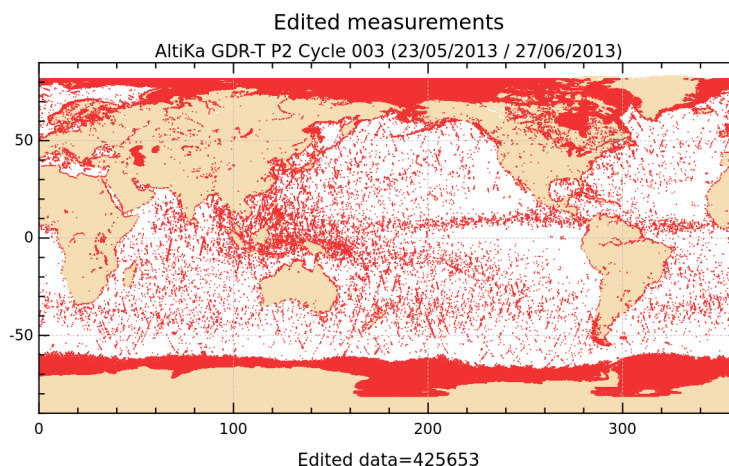 Edited measurements
AltiKa GDR-T P2 Cycle 003 (23/05/2013 / 27/06/2013)
50
0
-50
0 100 200 300
Edited data=425653